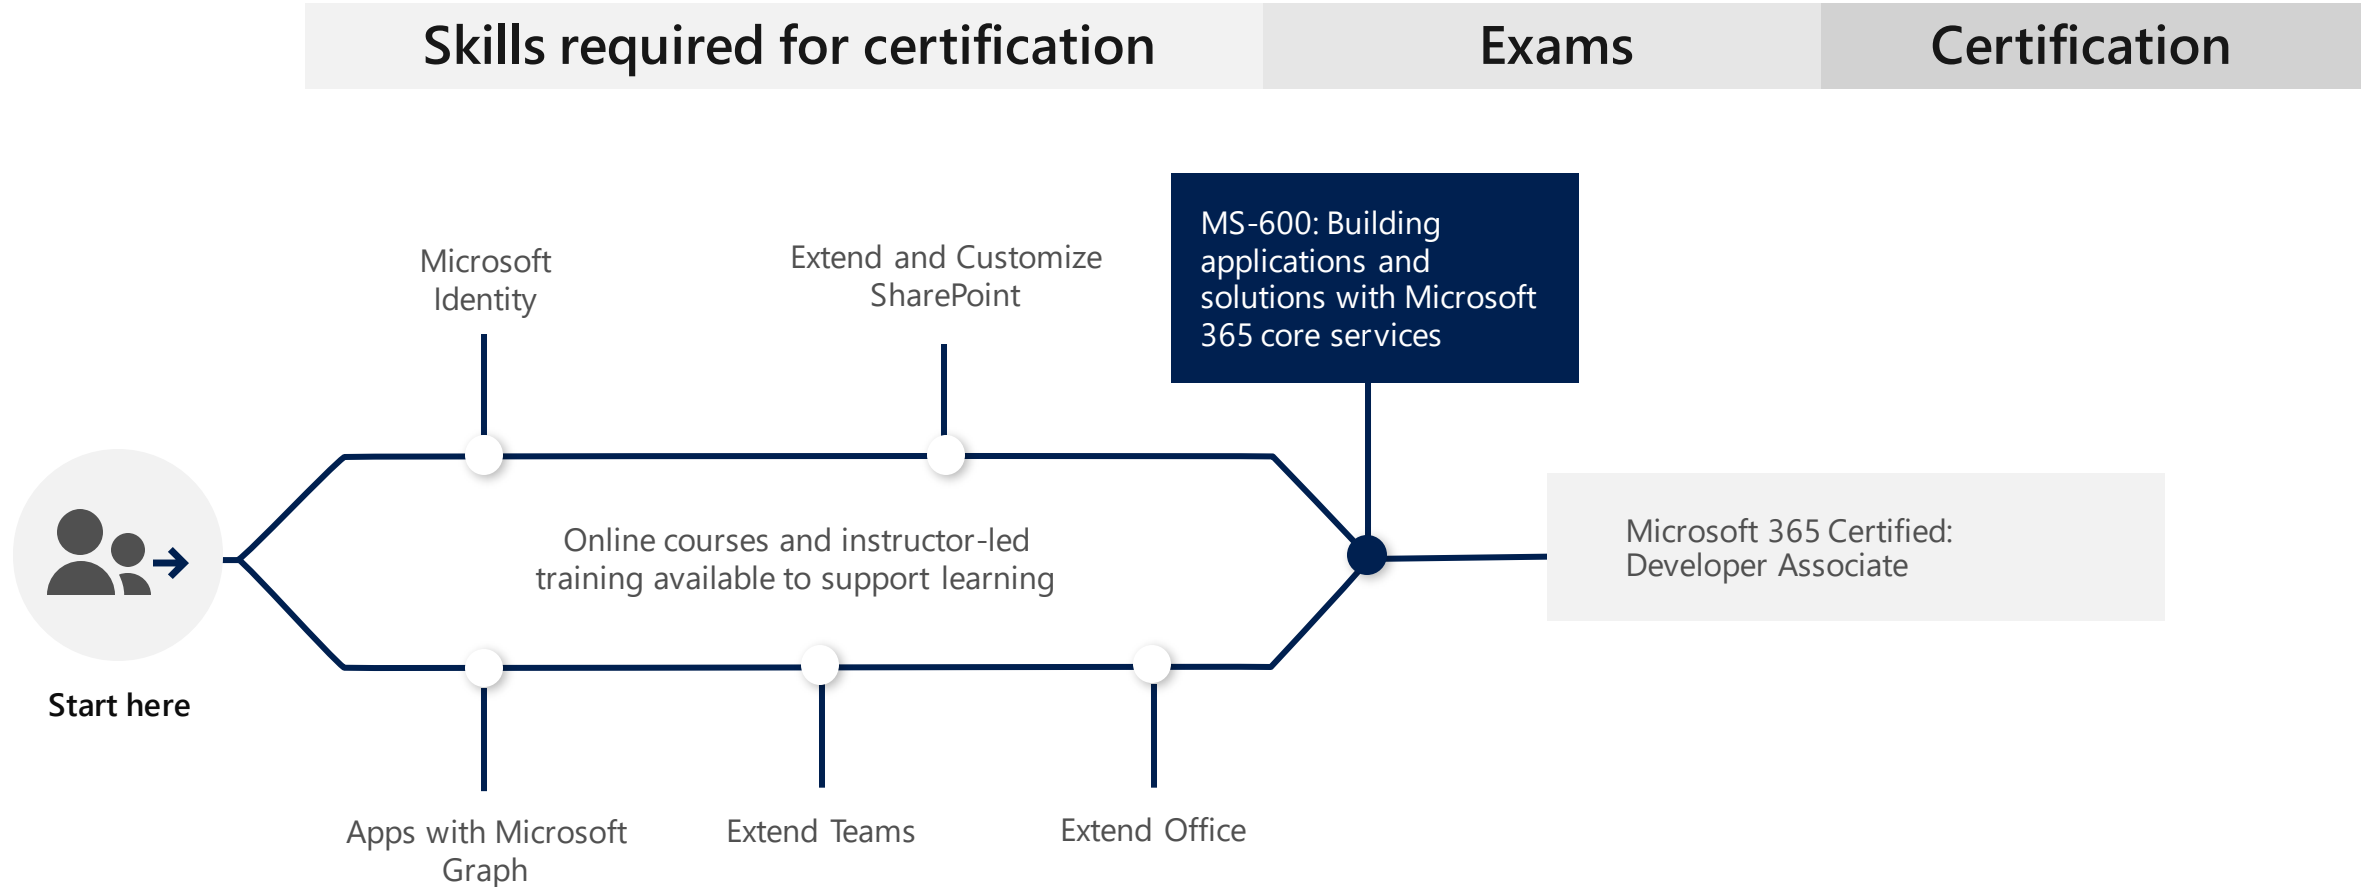 Skills required for certification
Exams
Certification
Microsoft
Identity
Extend and Customize
SharePoint
MS-600: Building
applications and
solutions with Microsoft
365 core services
Online courses and instructor-led
training available to support learning
Microsoft 365 Certified:
Developer Associate
Start here
Apps with Microsoft
Graph
Extend Teams
Extend Office